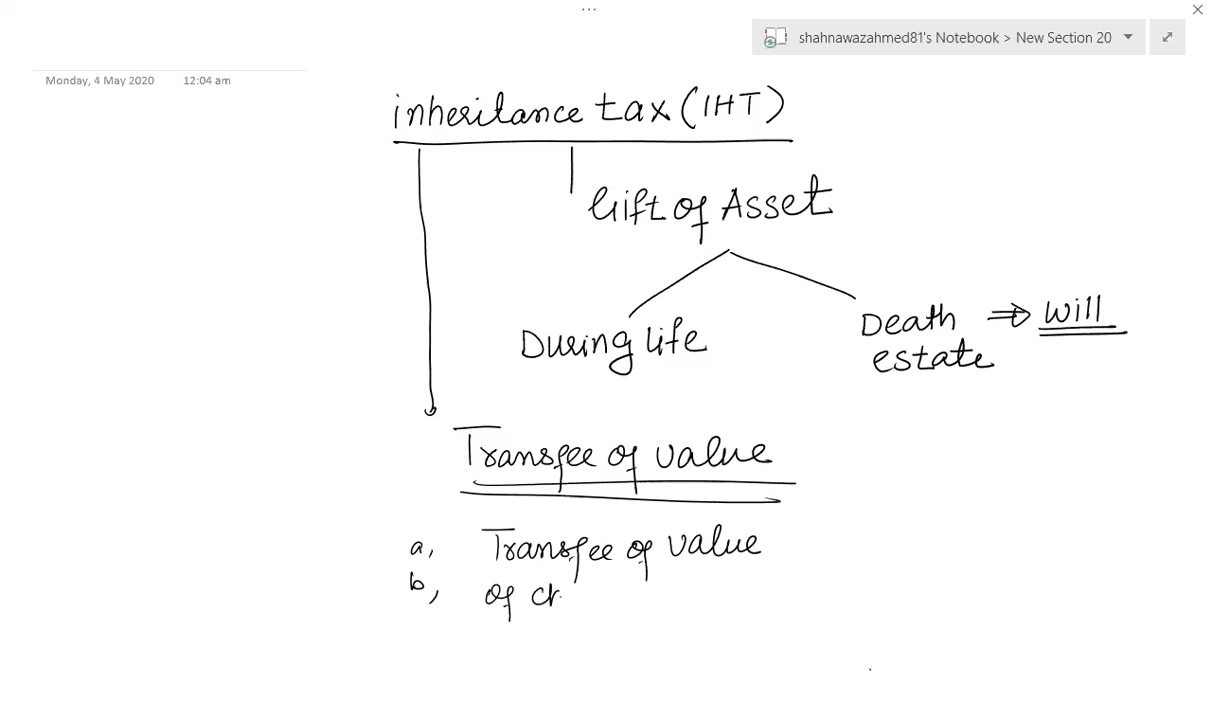 shahnawazahmed81's Notebook > New Section 20
Monday, 4 May 2020 12:04 am
inheritance tax (IHT)
Gift of Asset
During life
Death ⇒ Will
estate
Transfer of value
a, Transfer of value
b, of ch